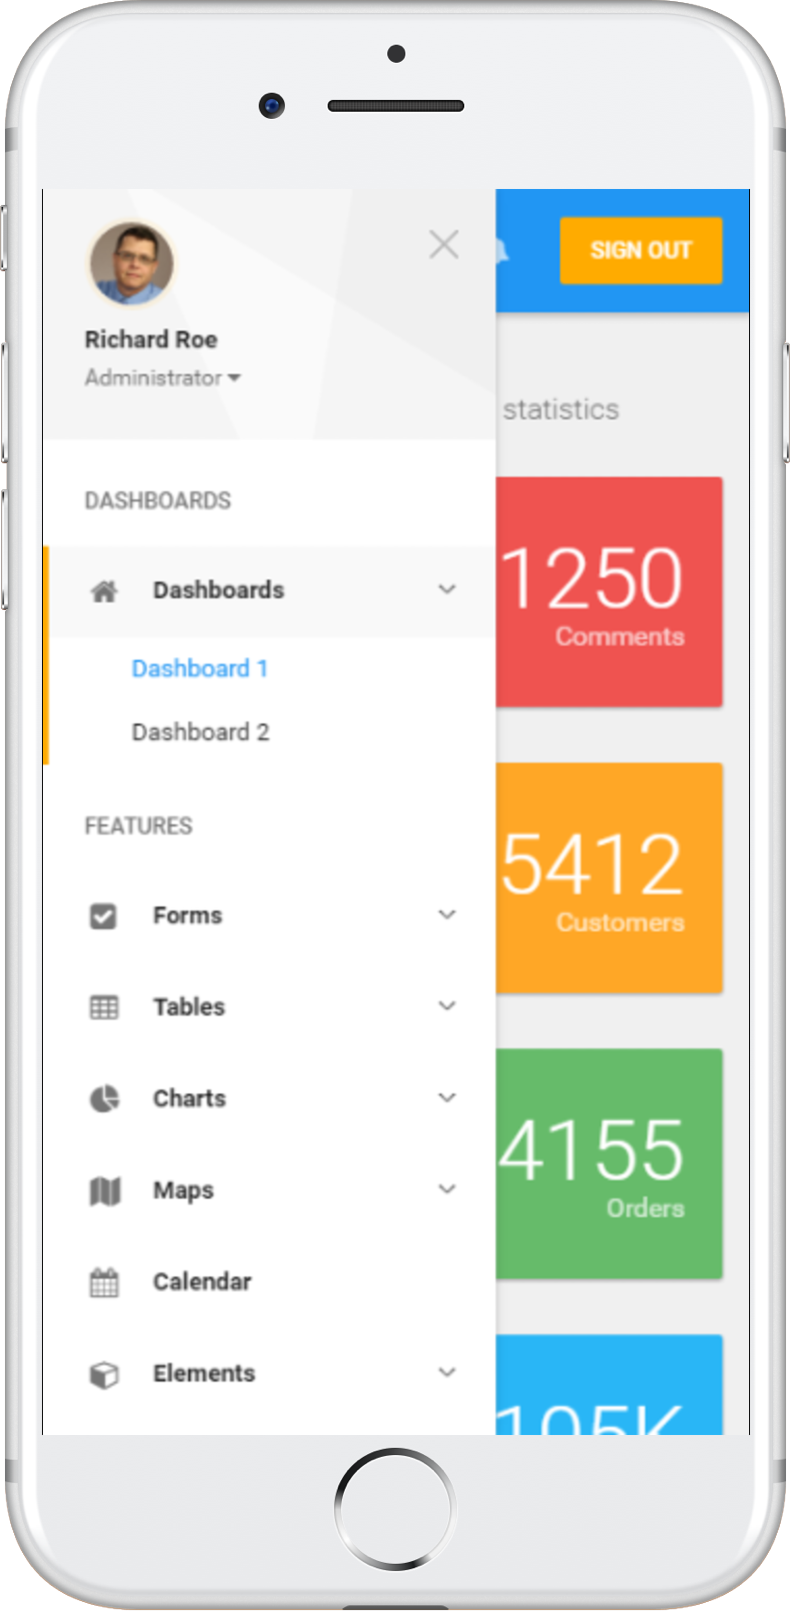 SIGN OUT
Richard Roe
Administrator
statistics
DASHBOARDS
Dashboards
Dashboard 1
Dashboard 2
FEATURES
Forms
Tables
Charts
Maps
Calendar
Elements
1250
Comments
5412
Customers
4155
Orders
105K